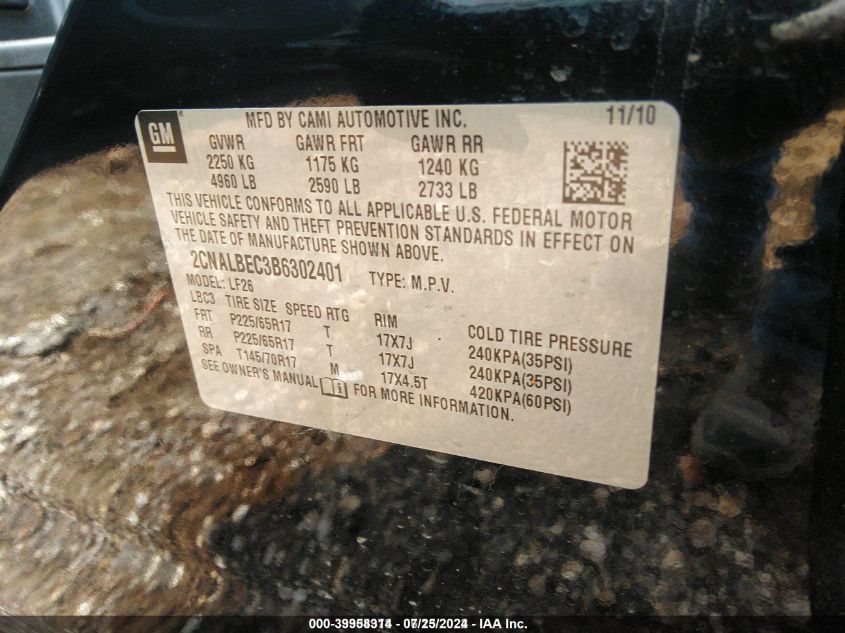 GM
MFD BY CAMI AUTOMOTIVE INC. 11/10
GVWR GAWR FRT GAWR RR
2250 KG 1175 KG 1240 KG
4960 LB 2590 LB 2733 LB
THIS VEHICLE CONFORMS TO ALL APPLICABLE U.S. FEDERAL MOTOR
VEHICLE SAFETY AND THEFT PREVENTION STANDARDS IN EFFECT ON
THE DATE OF MANUFACTURE SHOWN ABOVE.
2CNALBEC3B6302401 TYPE: M.P.V.
MODEL: LF26
LBC3 TIRE SIZE SPEED RTG RIM COLD TIRE PRESSURE
FRT P225/65R17 T 17X7J 240KPA(35PSI)
RR P225/65R17 T 17X7J 240KPA(35PSI)
SPA T145/70R17 M 17X4.5T 420KPA(60PSI)
SEE OWNER'S MANUAL FOR MORE INFORMATION.
000-39958314 - 07/25/2024 - IAA Inc.